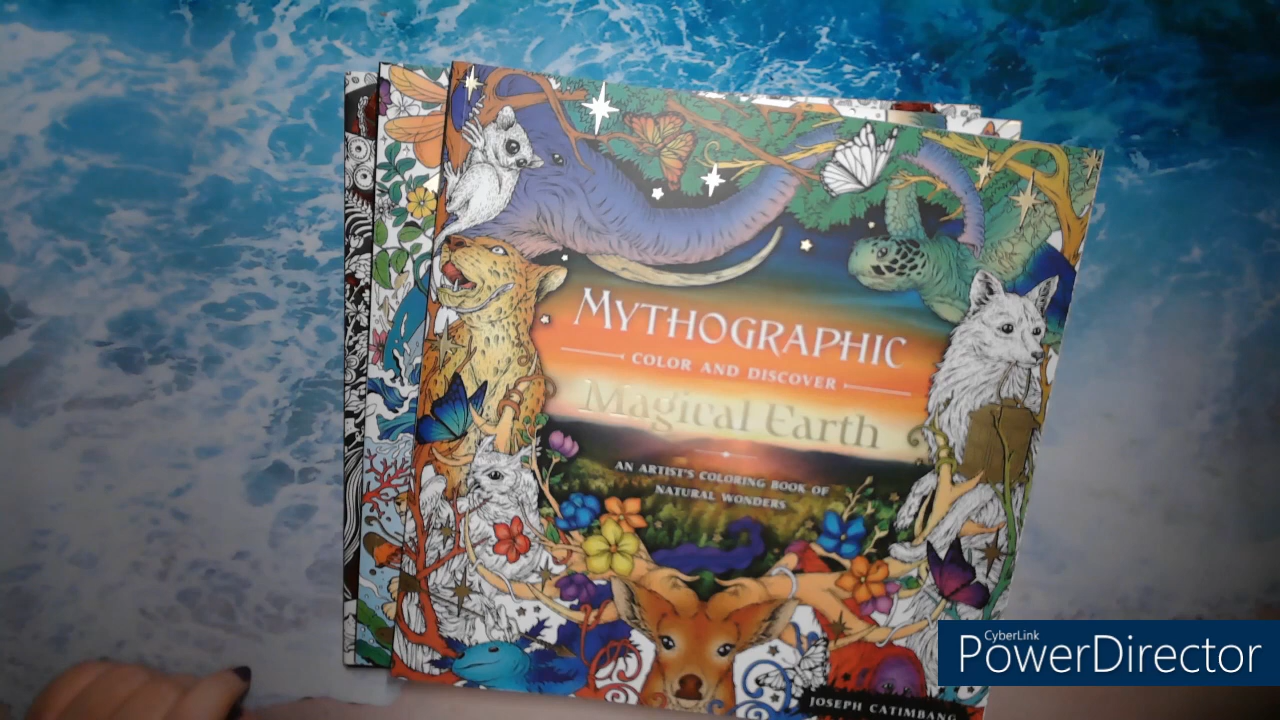 MYTHOGRAPHIC
COLOR AND DISCOVER
Magical Earth
AN ARTIST'S COLORING BOOK OF
NATURAL WONDERS
JOSEPH CATIMBANG
CyberLink
PowerDirector